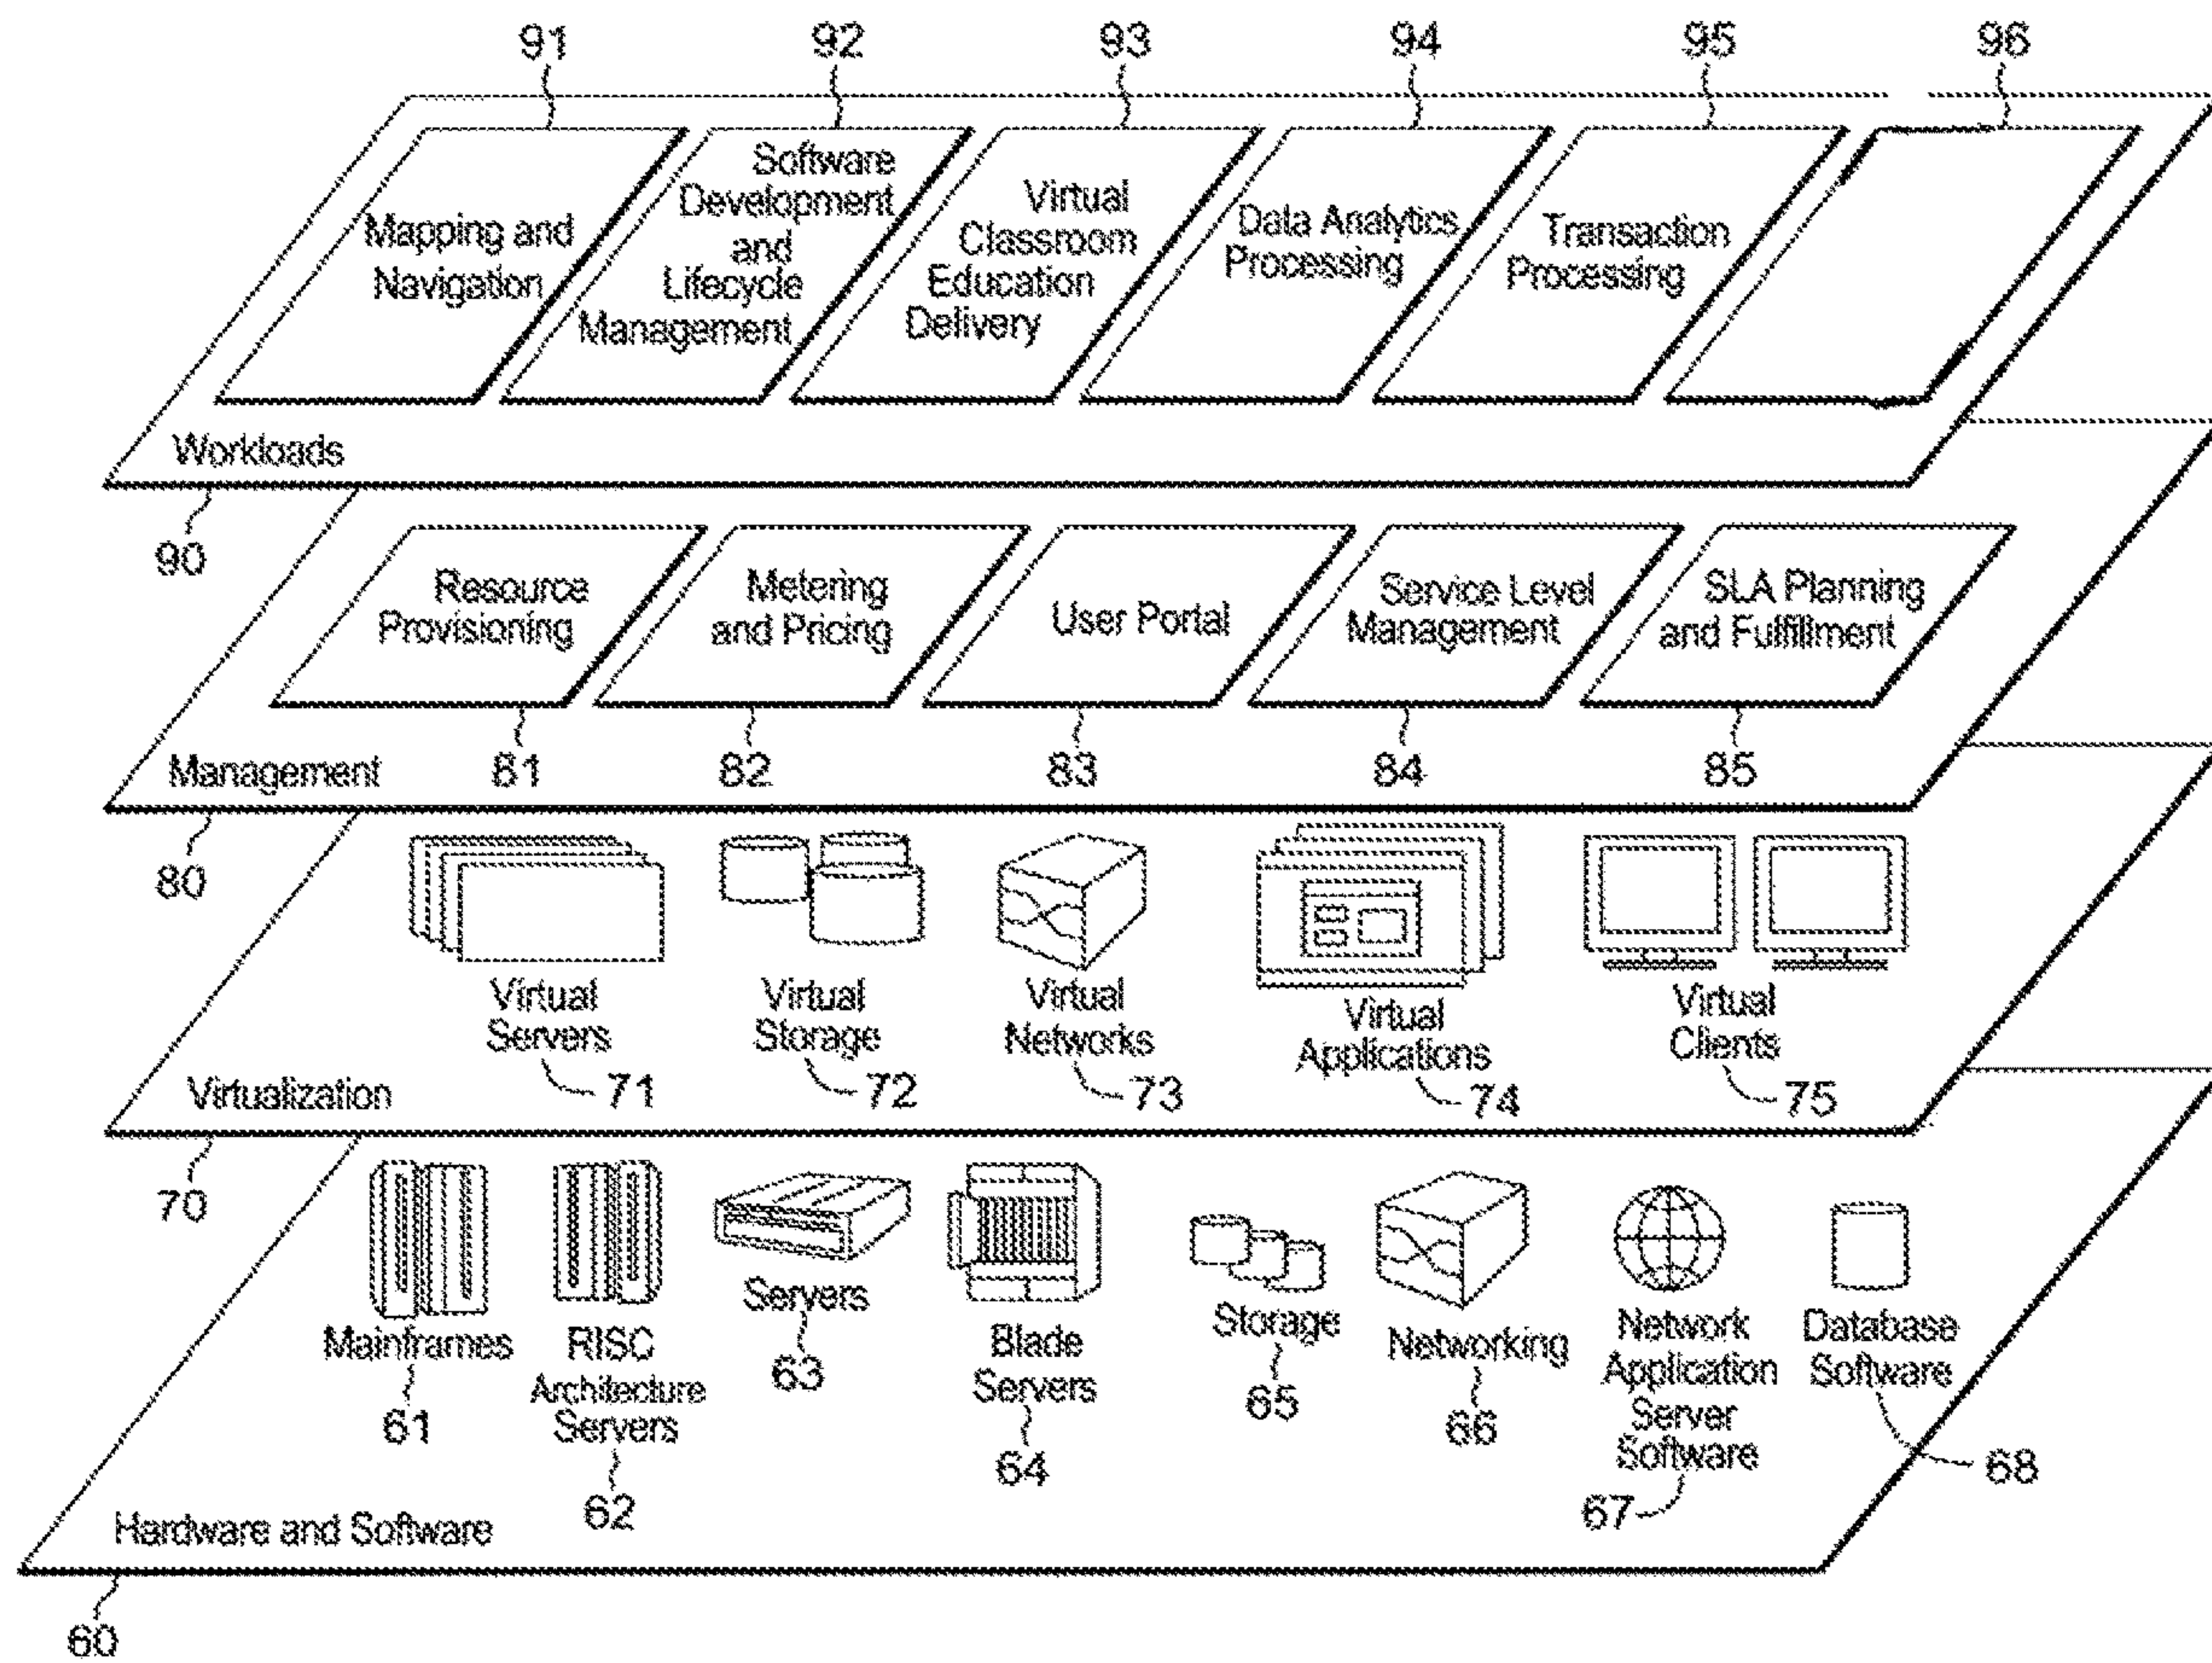 91 92 93 94 95 96
Mapping and
Navigation
Software
Development
and
Lifecycle
Management
Virtual
Classroom
Education
Delivery
Data Analytics
Processing
Transaction
Processing
Workloads
90
Resource
Provisioning
Metering
and Pricing
User Portal
Service Level
Management
SLA Planning
and Fulfillment
81 82 83 84 85
Management
80
Virtual
Servers
71
Virtual
Storage
72
Virtual
Networks
73
Virtual
Applications
74
Virtual
Clients
75
Virtualization
70
Mainframes
61
RISC
Architecture
Servers
62
Servers
63
Blade
Servers
64
Storage
65
Networking
66
Network
Application
Server
Software
67
Database
Software
68
Hardware and Software
60